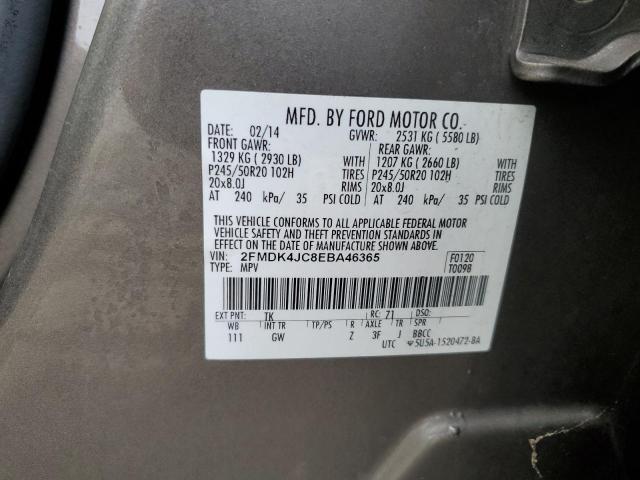 MFD. BY FORD MOTOR CO.
02/14 GVWR: 2531 KG ( 5580 LB)
FRONT GAWR: REAR GAWR:
1329 KG ( 2930 LB) WITH 1207 KG ( 2660 LB) WITH
P245/50R20 102H TIRES P245/50R20 102H TIRES
20x8.0J RIMS 20x8.0J RIMS
AT 240 kPa/ 35 PSI COLD AT 240 kPa/ 35 PSI COLD
THIS VEHICLE CONFORMS TO ALL APPLICABLE FEDERAL MOTOR
VEHICLE SAFETY AND THEFT PREVENTION STANDARDS IN
EFFECT ON THE DATE OF MANUFACTURE SHOWN ABOVE.
VIN: 2FMDK4JC8EBA46365 F0120
TYPE: MPV T0098
EXT PNT: TK RC: 71 DSO:
WB INT TR TP/PS R AXLE TR SPR
111 GW Z 3F J BBCC
UTC 5U5A-1520472-BA